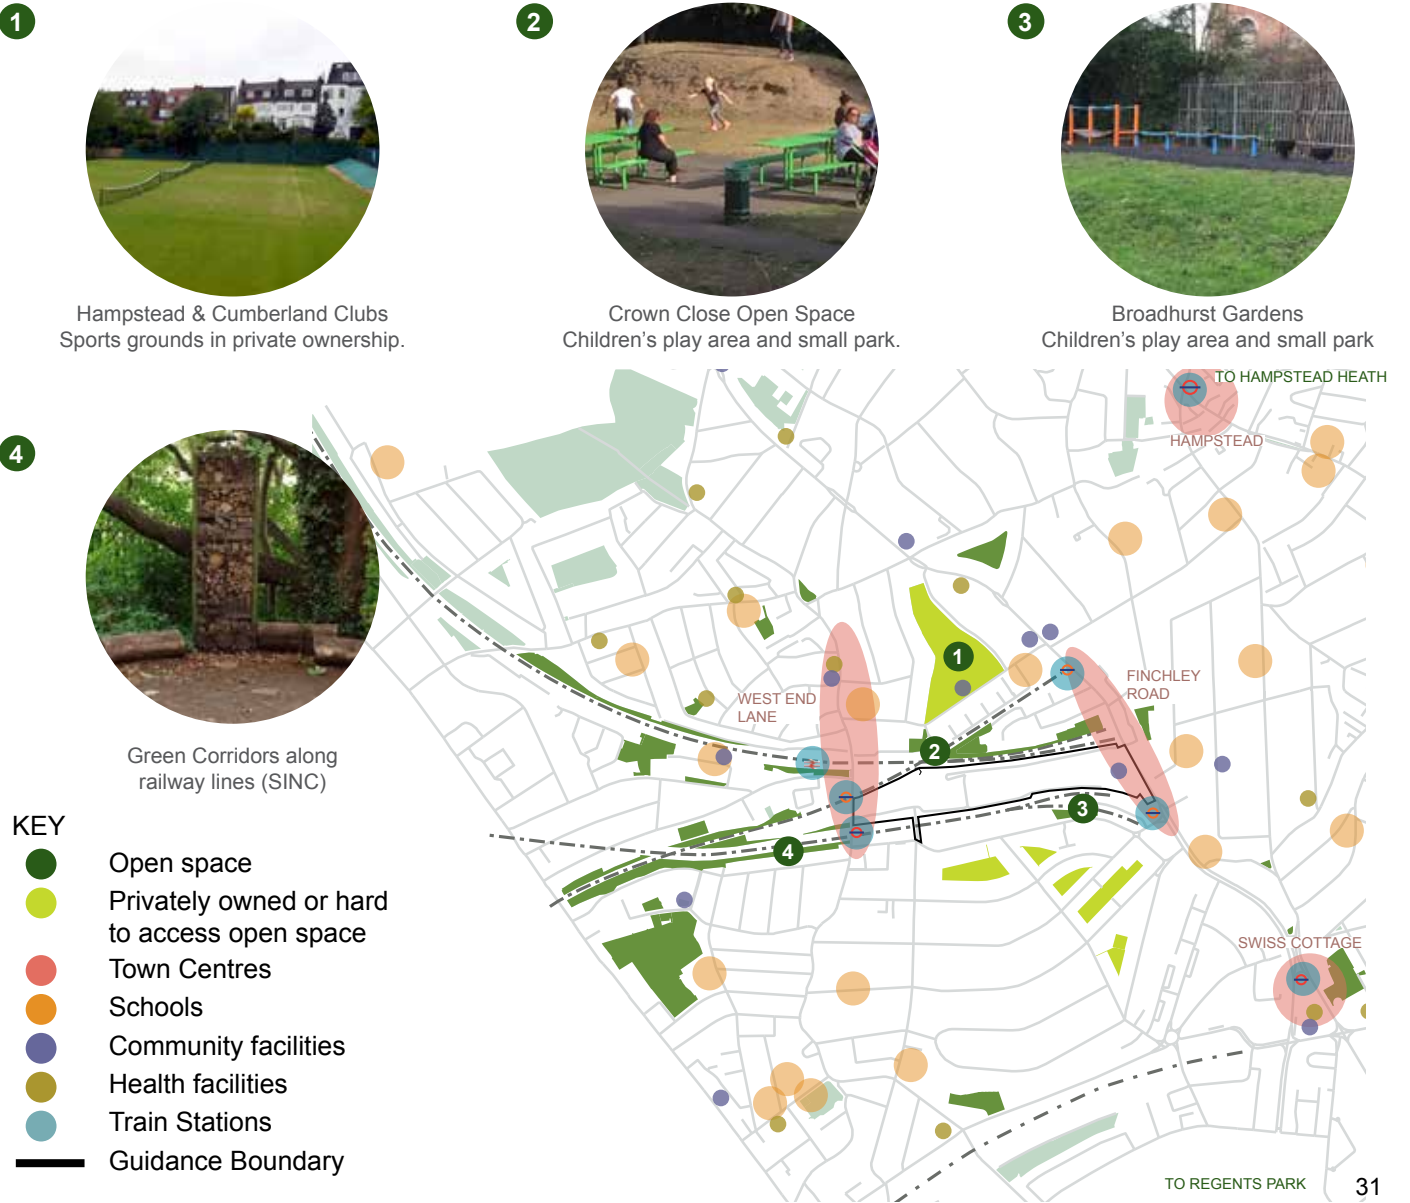 1
2
3
Hampstead & Cumberland Clubs
Sports grounds in private ownership.
Crown Close Open Space
Children's play area and small park.
Broadhurst Gardens
Children's play area and small park
4
Green Corridors along
railway lines (SINC)
KEY
Open space
Privately owned or hard
to access open space
Town Centres
Schools
Community facilities
Health facilities
Train Stations
Guidance Boundary
TO HAMPSTEAD HEATH
HAMPSTEAD
1
WEST END
LANE
FINCHLEY
ROAD
2
3
4
SWISS COTTAGE
TO REGENTS PARK
31